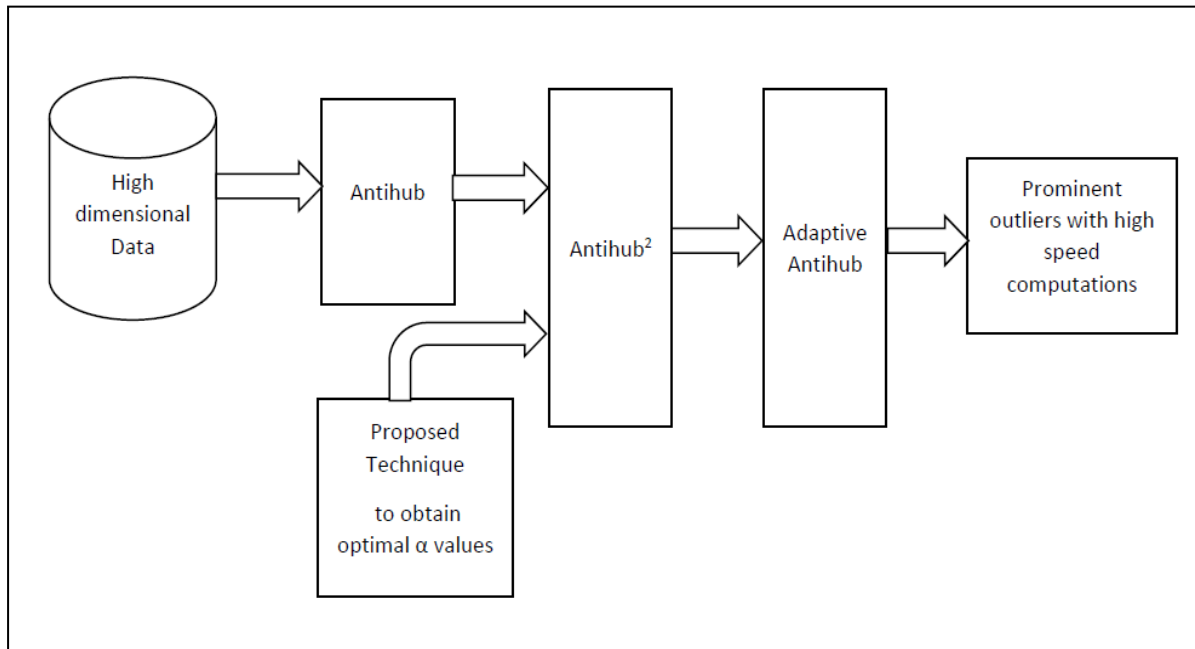 High
dimensional
Data
Antihub
Proposed
Technique
to obtain
optimal α values
Antihub²
Adaptive
Antihub
Prominent
outliers with high
speed
computations